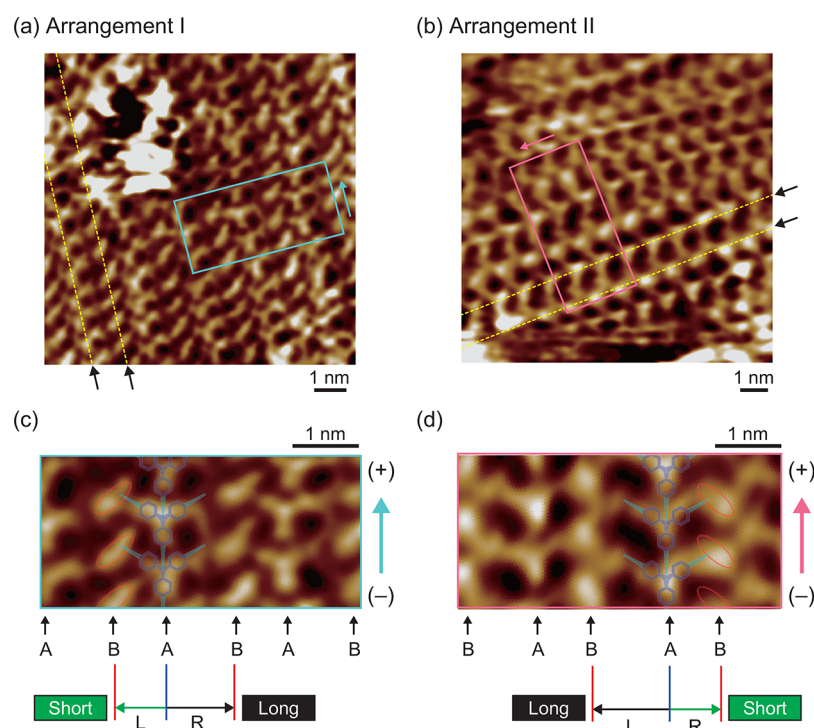 (a) Arrangement I
(b) Arrangement II
1 nm
1 nm
(c)
1 nm
(+)
(–)
(d)
1 nm
(+)
(–)
A B A B A B
B A B A B
Short L R Long
Long L R Short